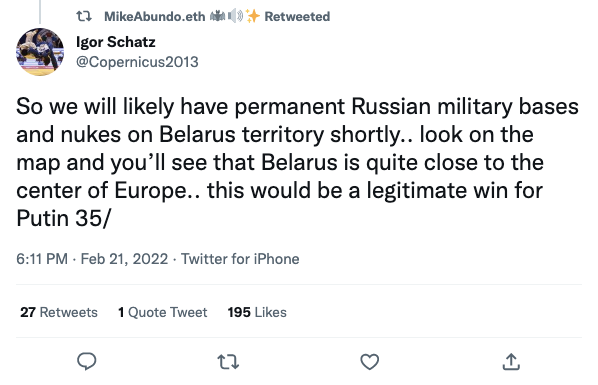 MikeAbundo.eth 🦇🔊✨ Retweeted
Igor Schatz
@Copernicus2013
So we will likely have permanent Russian military bases
and nukes on Belarus territory shortly.. look on the
map and you’ll see that Belarus is quite close to the
center of Europe.. this would be a legitimate win for
Putin 35/
6:11 PM · Feb 21, 2022 · Twitter for iPhone
27 Retweets 1 Quote Tweet 195 Likes